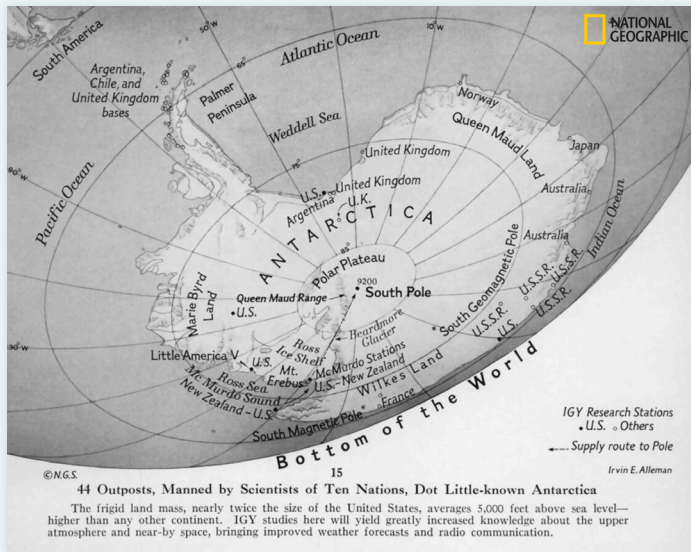 NATIONAL
GEOGRAPHIC
South America
50°W
10°W
Atlantic Ocean
65°
Argentina,
Chile, and
United Kingdom
bases
Palmer
Peninsula
Norway
Weddell Sea
Queen Maud Land
Japan
United Kingdom
75°
90°W
Pacific Ocean
U.S.
United Kingdom
Argentina
U.K.
Australia
Indian Ocean
ANTARCTICA
85°
Australia
Polar Plateau
South Geomagnetic Pole
U.S.S.R.
U.S.S.R.
U.S.S.R.
U.S.S.R.
9200
South Pole
Queen Maud Range
Marie Byrd
Land
U.S.
Beardmore
Glacier
U.S.
Little America V
U.S.
Ross
Ice Shelf
Mt.
Erebus
McMurdo Stations
U.S.-New Zealand
Ross Sea
Mc Murdo Sound
New Zealand-U.S.
Wilkes Land
France
South Magnetic Pole
Bottom of the World
IGY Research Stations
U.S. Others
Supply route to Pole
Irvin E. Alleman
©N.G.S.
15
44 Outposts, Manned by Scientists of Ten Nations, Dot Little-known Antarctica
The frigid land mass, nearly twice the size of the United States, averages 5,000 feet above sea level—
higher than any other continent. IGY studies here will yield greatly increased knowledge about the upper
atmosphere and near-by space, bringing improved weather forecasts and radio communication.